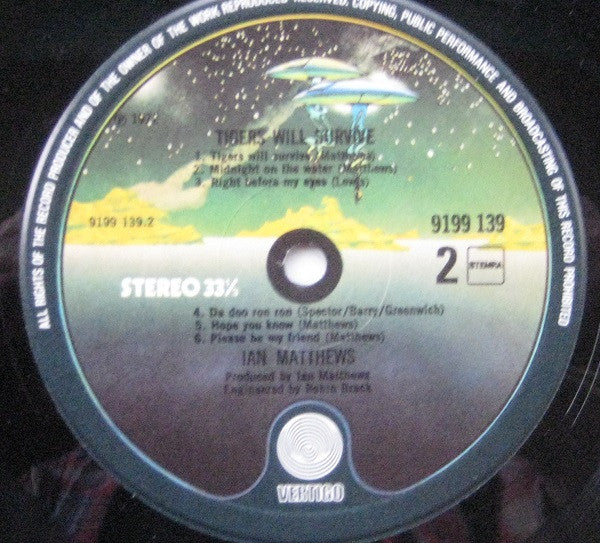 ALL RIGHTS OF THE RECORD PRODUCER AND OF THE OWNER OF THE WORK REPRODUCED RESERVED. COPYING, PUBLIC PERFORMANCE AND BROADCASTING OF THIS RECORD PROHIBITED
TIGERS WILL SURVIVE
1. Tigers will survive (Matthews)
2. Midnight on the water (Matthews)
3. Right before my eyes (Lewis)
9199 139.2
9199 139
2
STEMRA
STEREO 33⅓
4. Da doo ron ron (Spector/Barry/Greenwich)
5. Hope you know (Matthews)
6. Please be my friend (Matthews)
IAN MATTHEWS
Produced by Ian Matthews
Engineered by Robin Black
VERTIGO